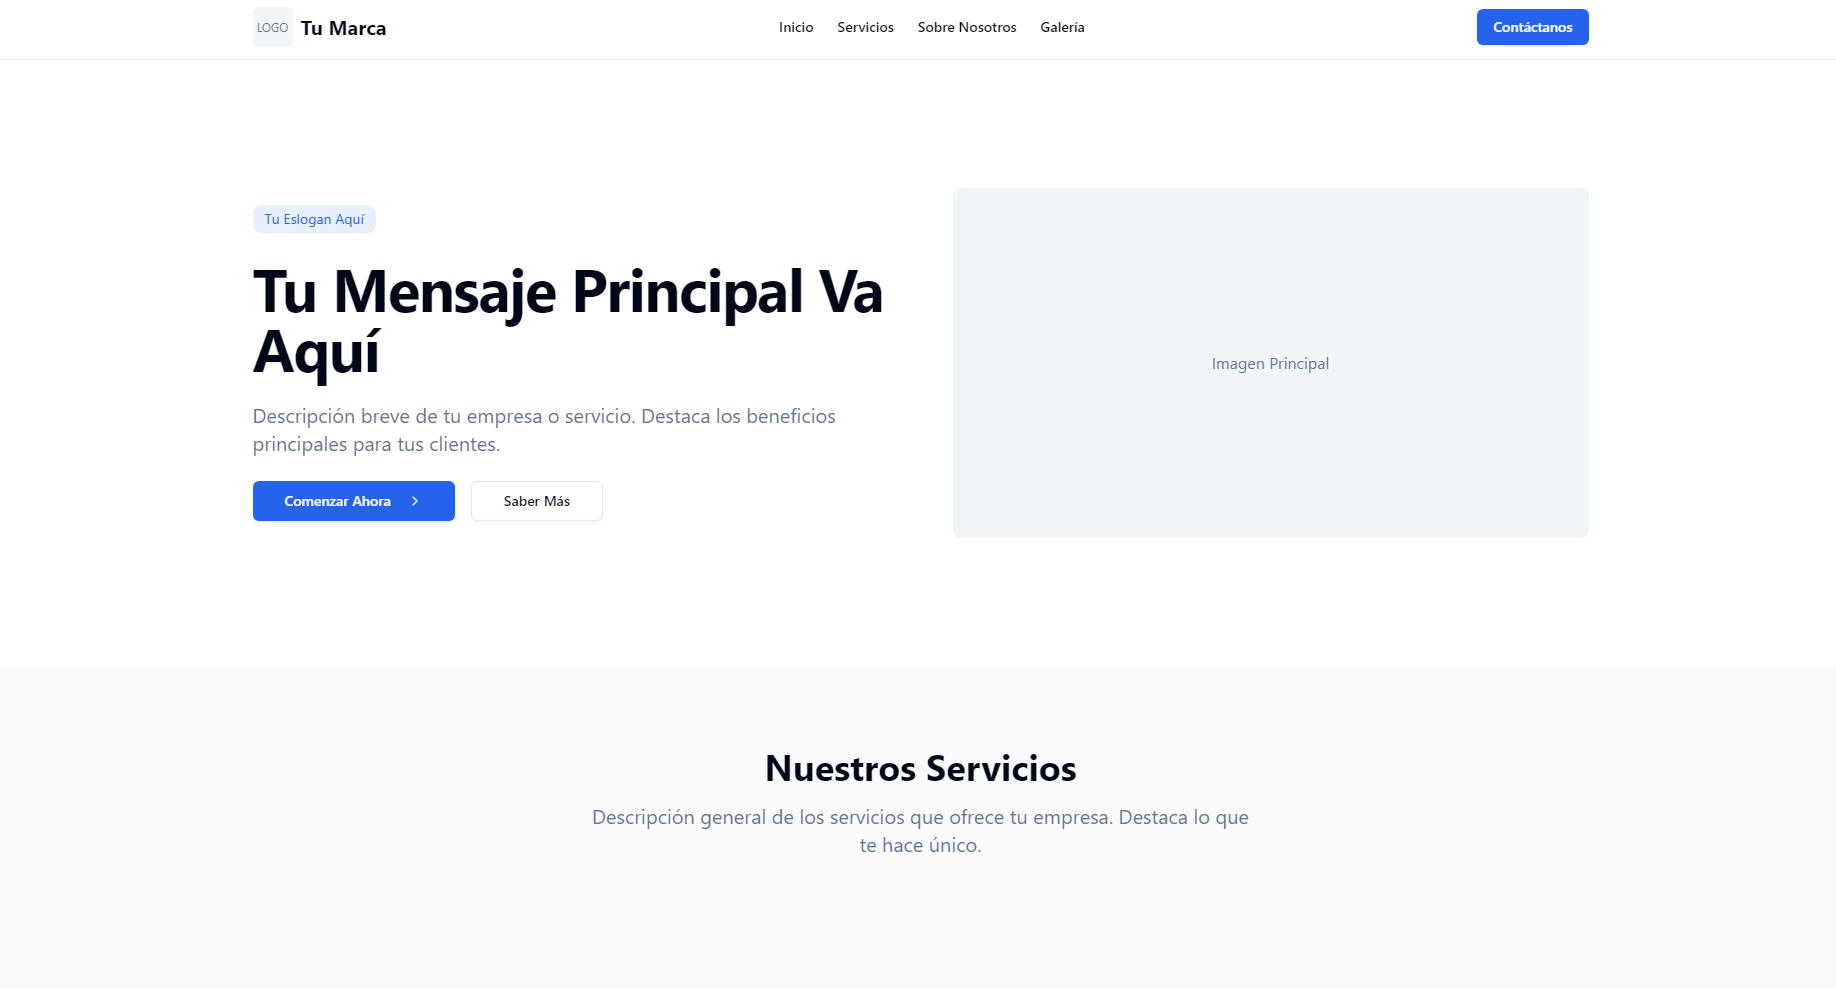 LOGO
Tu Marca
Inicio
Servicios
Sobre Nosotros
Galería
Contáctanos
Tu Eslogan Aquí
Tu Mensaje Principal Va
Aquí
Descripción breve de tu empresa o servicio. Destaca los beneficios
principales para tus clientes.
Comenzar Ahora
Saber Más
Imagen Principal
Nuestros Servicios
Descripción general de los servicios que ofrece tu empresa. Destaca lo que
te hace único.